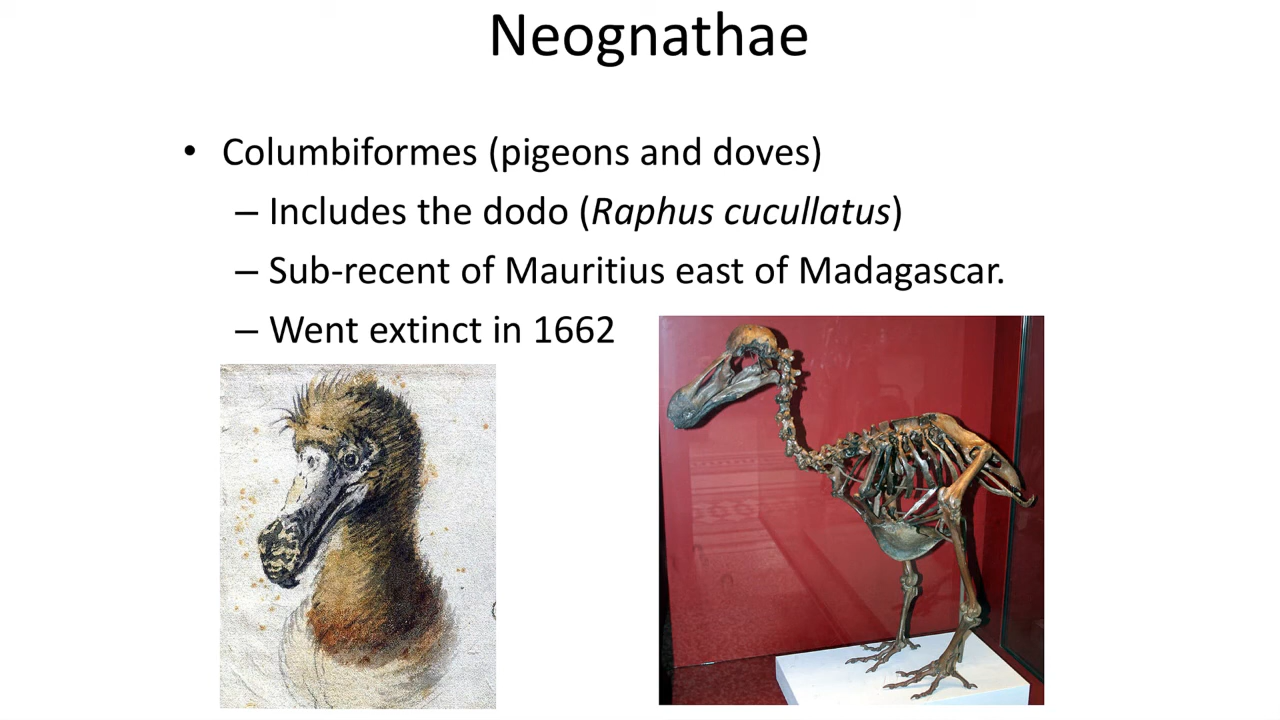 Neognathae
• Columbiformes (pigeons and doves)
– Includes the dodo (Raphus cucullatus)
– Sub-recent of Mauritius east of Madagascar.
– Went extinct in 1662